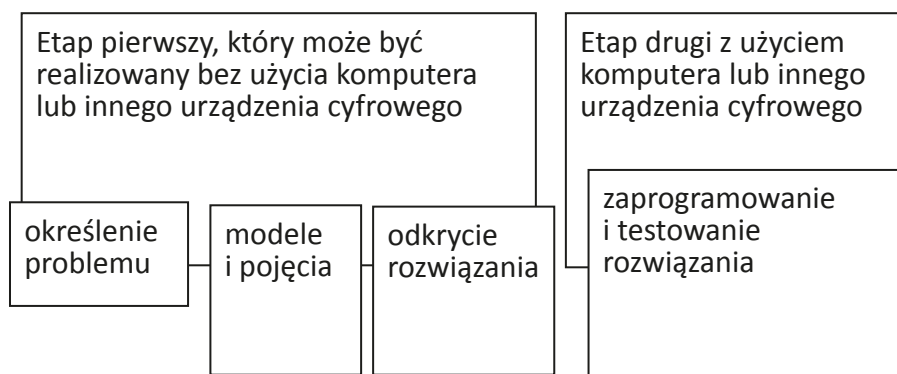 Etap pierwszy, który może być
realizowany bez użycia komputera
lub innego urządzenia cyfrowego
Etap drugi z użyciem
komputera lub innego
urządzenia cyfrowego
określenie
problemu
modele
i pojęcia
odkrycie
rozwiązania
zaprogramowanie
i testowanie
rozwiązania